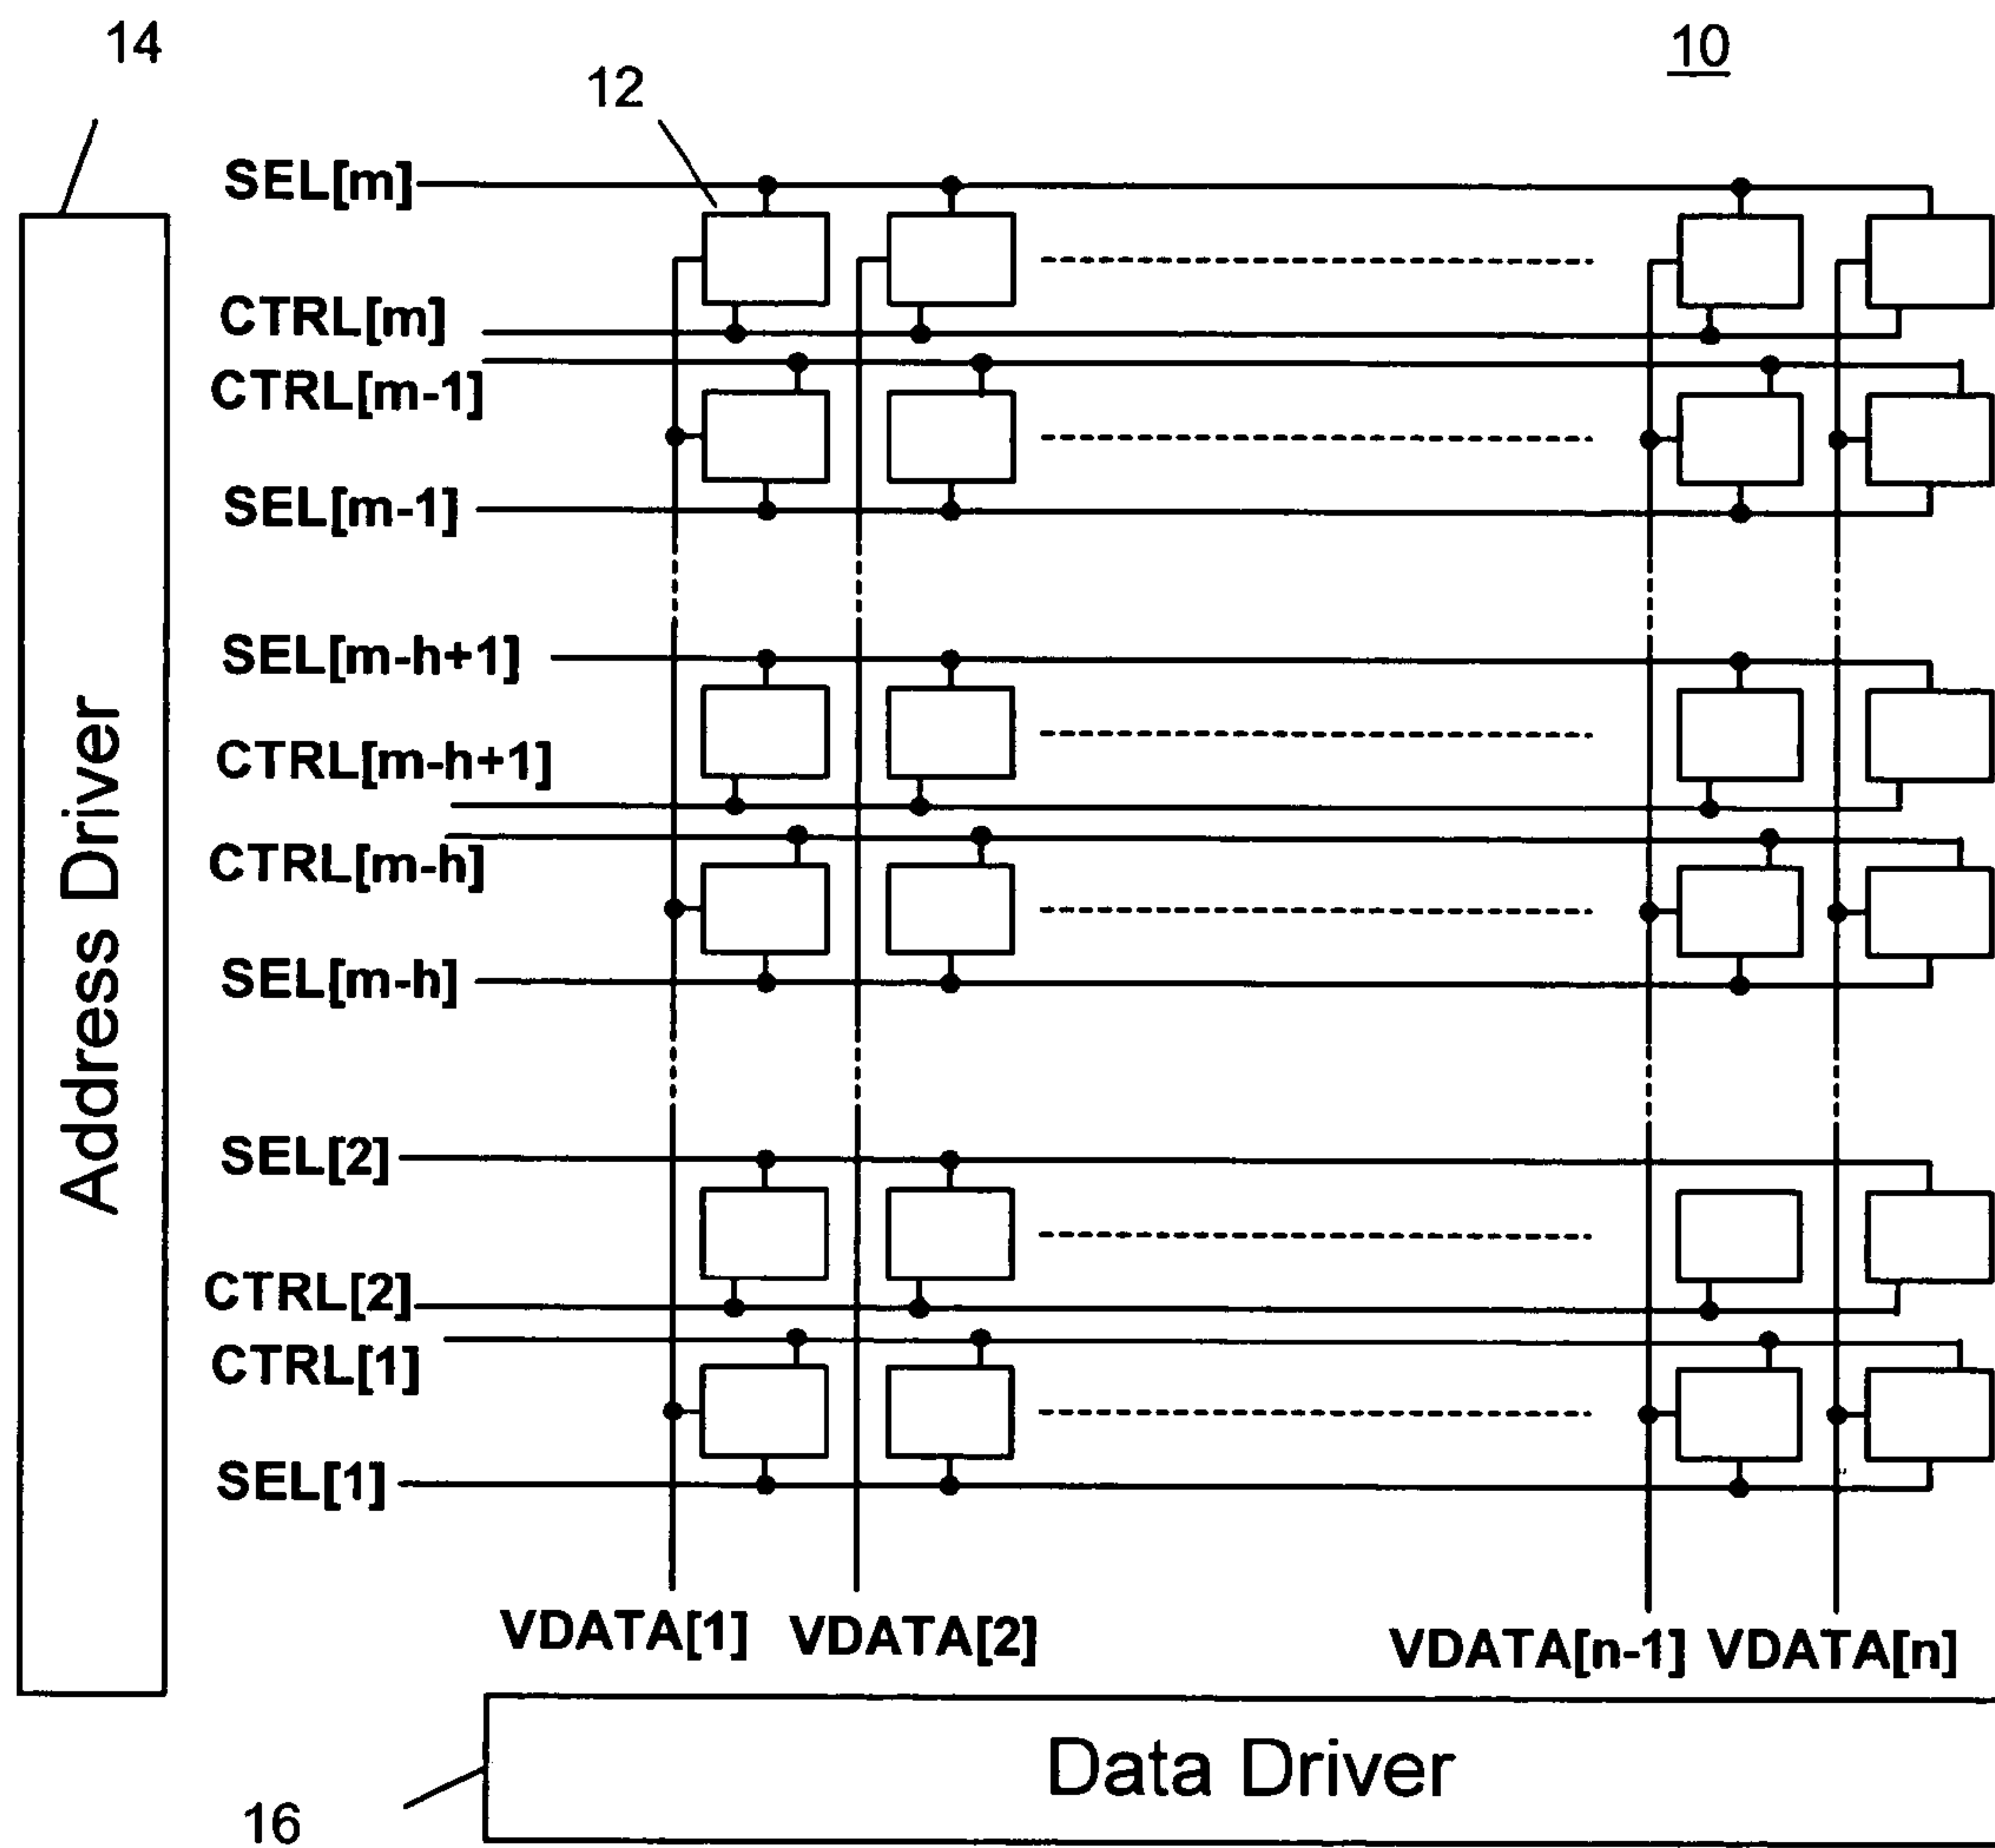 14
12
10
SEL[m]
CTRL[m]
CTRL[m-1]
SEL[m-1]
SEL[m-h+1]
CTRL[m-h+1]
CTRL[m-h]
SEL[m-h]
SEL[2]
CTRL[2]
CTRL[1]
SEL[1]
Address Driver
VDATA[1] VDATA[2] VDATA[n-1] VDATA[n]
Data Driver
16